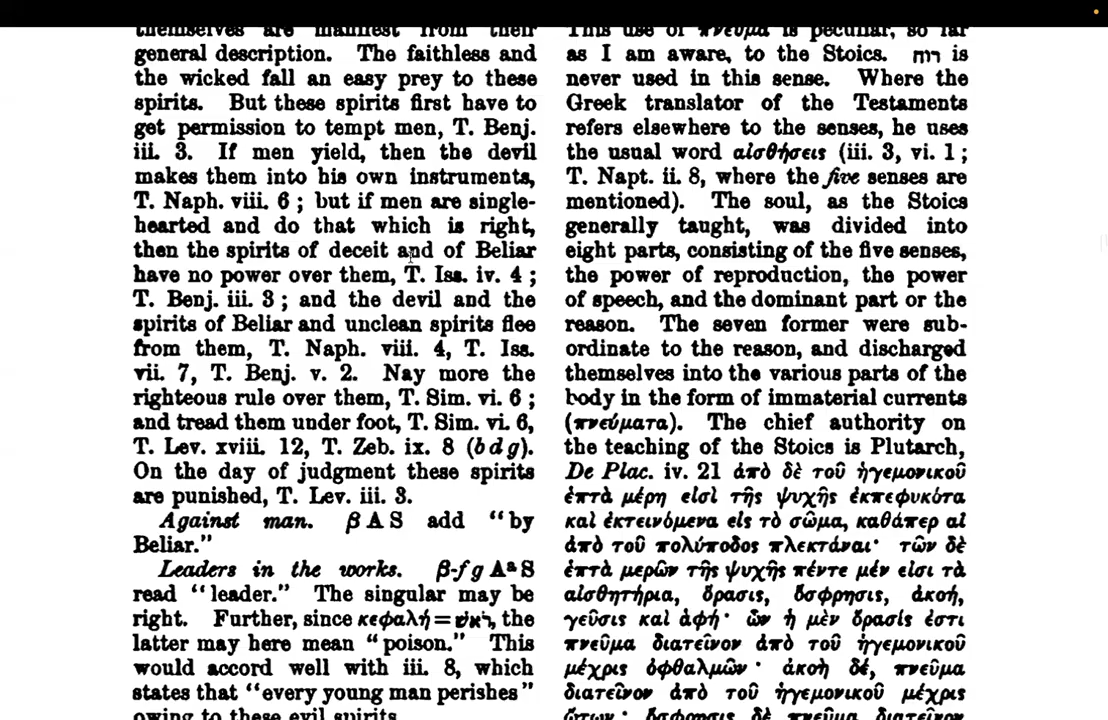 themselves are manifest from their
general description. The faithless and
the wicked fall an easy prey to these
spirits. But these spirits first have to
get permission to tempt men, T. Benj.
iii. 3. If men yield, then the devil
makes them into his own instruments,
T. Naph. viii. 6 ; but if men are single-
hearted and do that which is right,
then the spirits of deceit and of Beliar
have no power over them, T. Iss. iv. 4 ;
T. Benj. iii. 3 ; and the devil and the
spirits of Beliar and unclean spirits flee
from them, T. Naph. viii. 4, T. Iss.
vii. 7, T. Benj. v. 2. Nay more the
righteous rule over them, T. Sim. vi. 6 ;
and tread them under foot, T. Sim. vi. 6,
T. Lev. xviii. 12, T. Zeb. ix. 8 (b d g).
On the day of judgment these spirits
are punished, T. Lev. iii. 3.
Against man. β A S add “by
Beliar.”
Leaders in the works. β-f g Aᵃ S
read “leader.” The singular may be
right. Further, since κεφαλή = ראש, the
latter may here mean “poison.” This
would accord well with iii. 8, which
states that “every young man perishes”
owing to these evil spirits.
This use of πνεῦμα is peculiar, so far
as I am aware, to the Stoics. רוח is
never used in this sense. Where the
Greek translator of the Testaments
refers elsewhere to the senses, he uses
the usual word αἰσθήσεις (iii. 3, vi. 1 ;
T. Napt. ii. 8, where the five senses are
mentioned). The soul, as the Stoics
generally taught, was divided into
eight parts, consisting of the five senses,
the power of reproduction, the power
of speech, and the dominant part or the
reason. The seven former were sub-
ordinate to the reason, and discharged
themselves into the various parts of the
body in the form of immaterial currents
(πνεύματα). The chief authority on
the teaching of the Stoics is Plutarch,
De Plac. iv. 21 ἀπὸ δὲ τοῦ ἡγεμονικοῦ
ἑπτὰ μέρη εἰσὶ τῆς ψυχῆς ἐκπεφυκότα
καὶ ἐκτεινόμενα εἰς τὸ σῶμα, καθάπερ αἱ
ἀπὸ τοῦ πολύποδος πλεκτάναι· τῶν δὲ
ἑπτὰ μερῶν τῆς ψυχῆς πέντε μέν εἰσι τὰ
αἰσθητήρια, ὅρασις, ὄσφρησις, ἀκοή,
γεῦσις καὶ ἁφή· ὧν ἡ μὲν ὅρασίς ἐστι
πνεῦμα διατεῖνον ἀπὸ τοῦ ἡγεμονικοῦ
μέχρις ὀφθαλμῶν · ἀκοὴ δέ, πνεῦμα
διατεῖνον ἀπὸ τοῦ ἡγεμονικοῦ μέχρις
ὤτων · ὄσφρησις δὲ πνεῦμα διατεῖνον